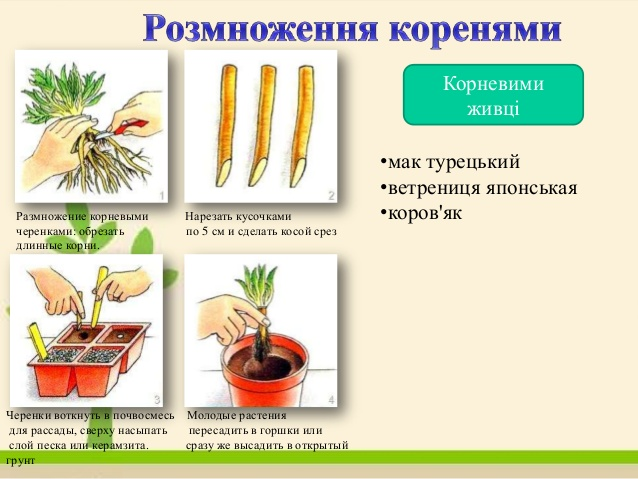 Розмноження коренями
1
2
Корневими
живці
•мак турецький
•ветрениця японськая
•коров'як
Размножение корневыми
черенками: обрезать
длинные корни.
Нарезать кусочками
по 5 см и сделать косой срез
3
4
Черенки воткнуть в почвосмесь
для рассады, сверху насыпать
слой песка или керамзита.
грунт
Молодые растения
пересадить в горшки или
сразу же высадить в открытый